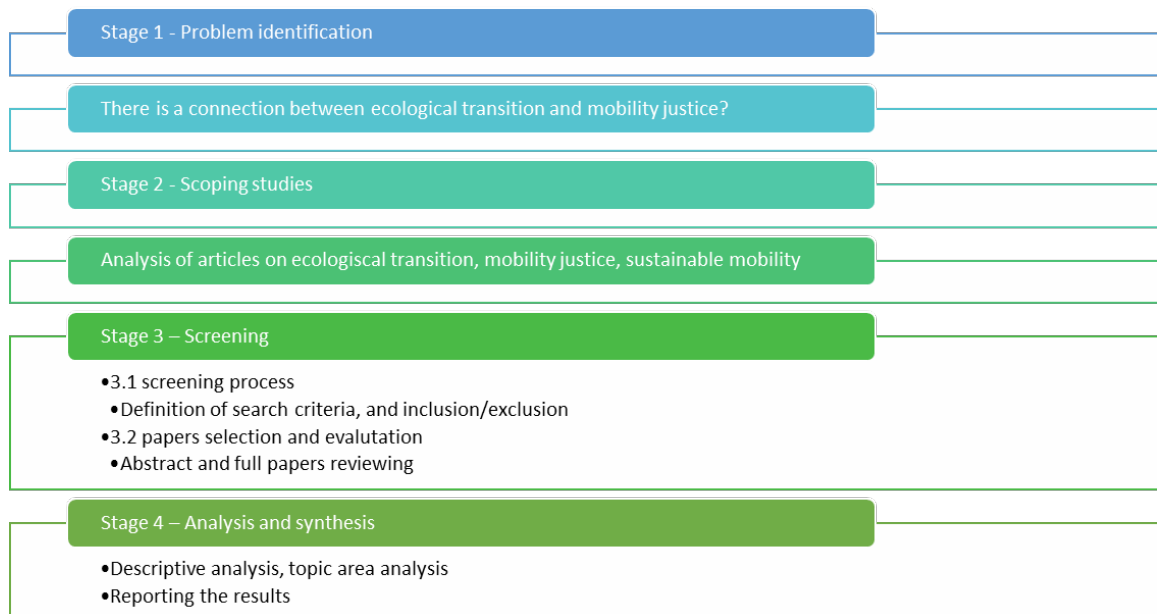 Stage 1 - Problem identification
There is a connection between ecological transition and mobility justice?
Stage 2 - Scoping studies
Analysis of articles on ecologiscal transition, mobility justice, sustainable mobility
Stage 3 – Screening
•3.1 screening process
•Definition of search criteria, and inclusion/exclusion
•3.2 papers selection and evalutation
•Abstract and full papers reviewing
Stage 4 – Analysis and synthesis
•Descriptive analysis, topic area analysis
•Reporting the results